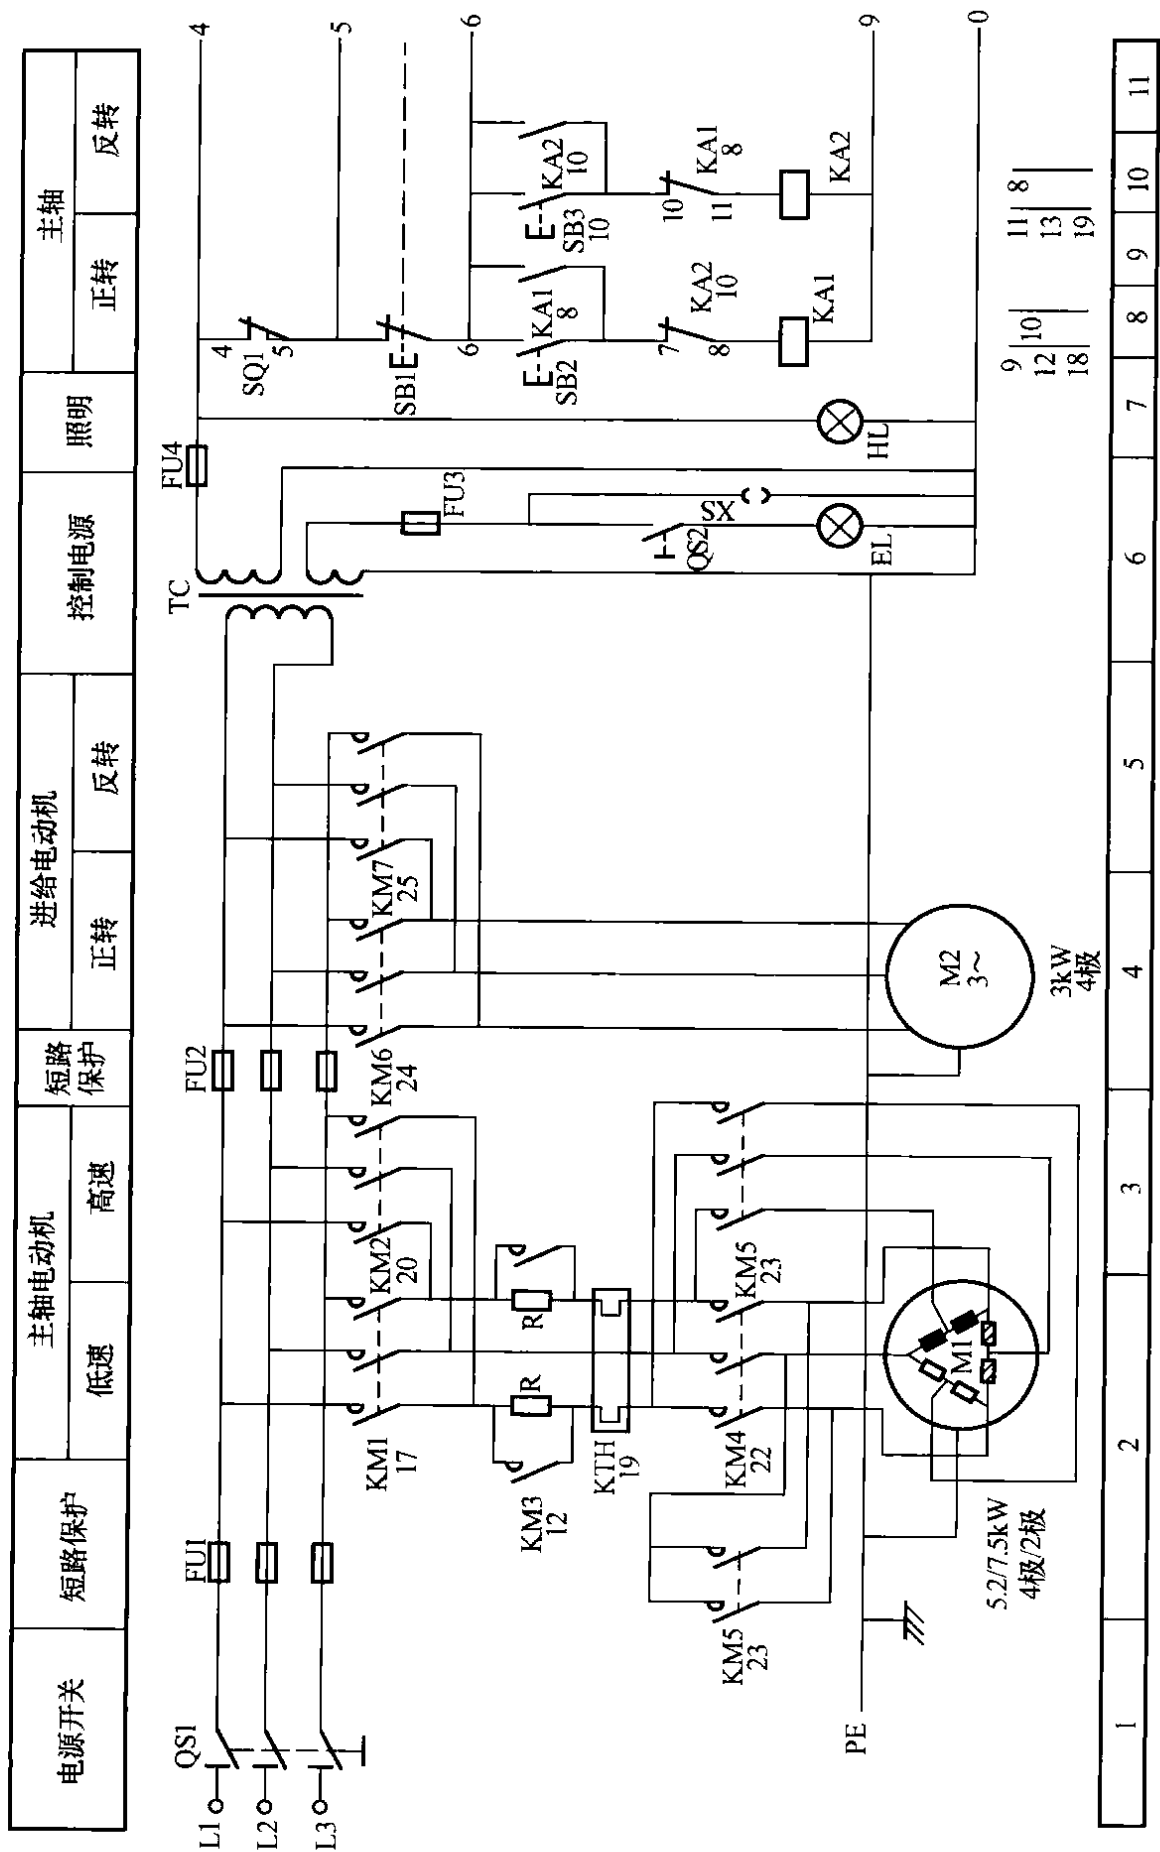 电源开关
短路保护
主轴电动机
低速
高速
短路
保护
进给电动机
正转
反转
控制电源
照明
主轴
正转
反转
L1
L2
L3
QS1
FU1
FU2
KM1
17
KM2
20
KM6
24
KM7
25
TC
FU4
FU3
4
5
6
9
0
SQ1
4
5
SB1
6
SB2
KA1
8
SB3
10
KA2
10
7
8
KA2
10
10
11
KA1
8
KA1
KA2
KM3
12
R
R
KTH
19
KM5
23
KM4
22
KM5
23
SX
QS2
EL
HL
PE
M1
5.2/7.5kW
4极/2极
M2
3～
3kW
4极
9 10
12
18
11 8
13
19
1 2 3 4 5 6 7 8 9 10 11